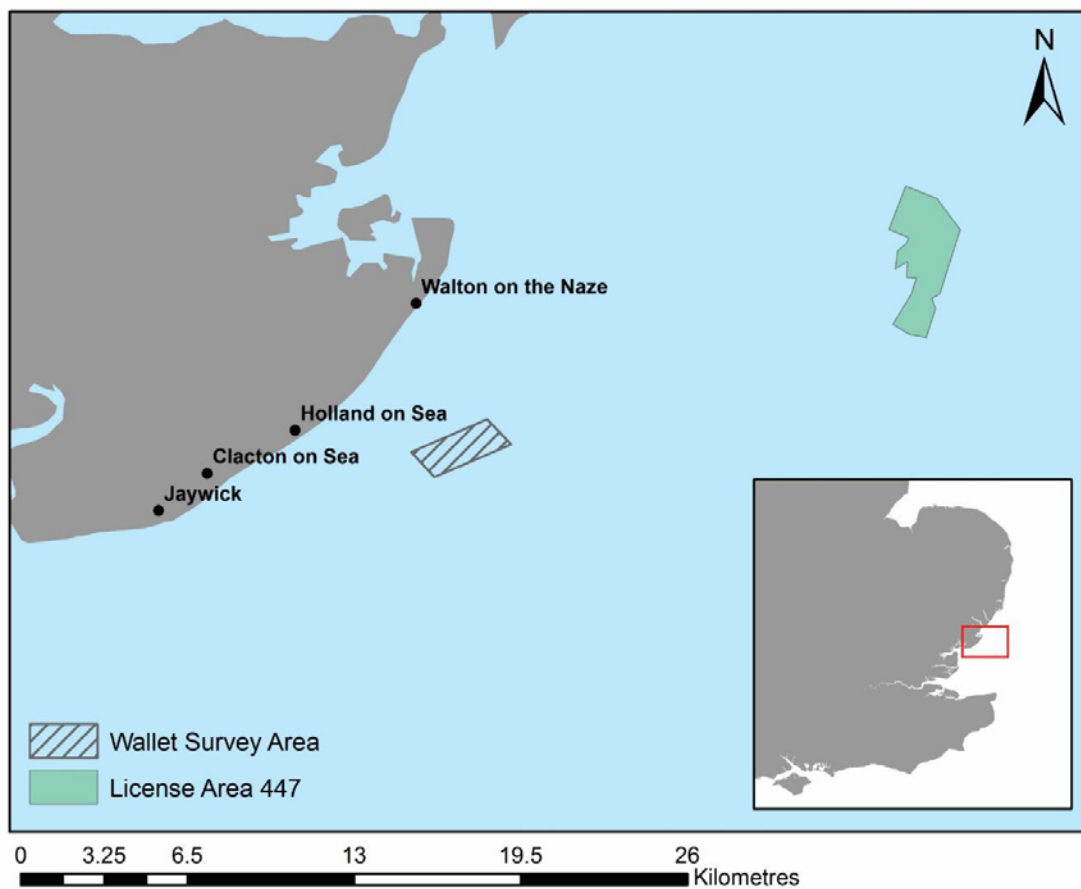 N
Walton on the Naze
Holland on Sea
Clacton on Sea
Jaywick
Wallet Survey Area
License Area 447
0 3.25 6.5 13 19.5 26
Kilometres